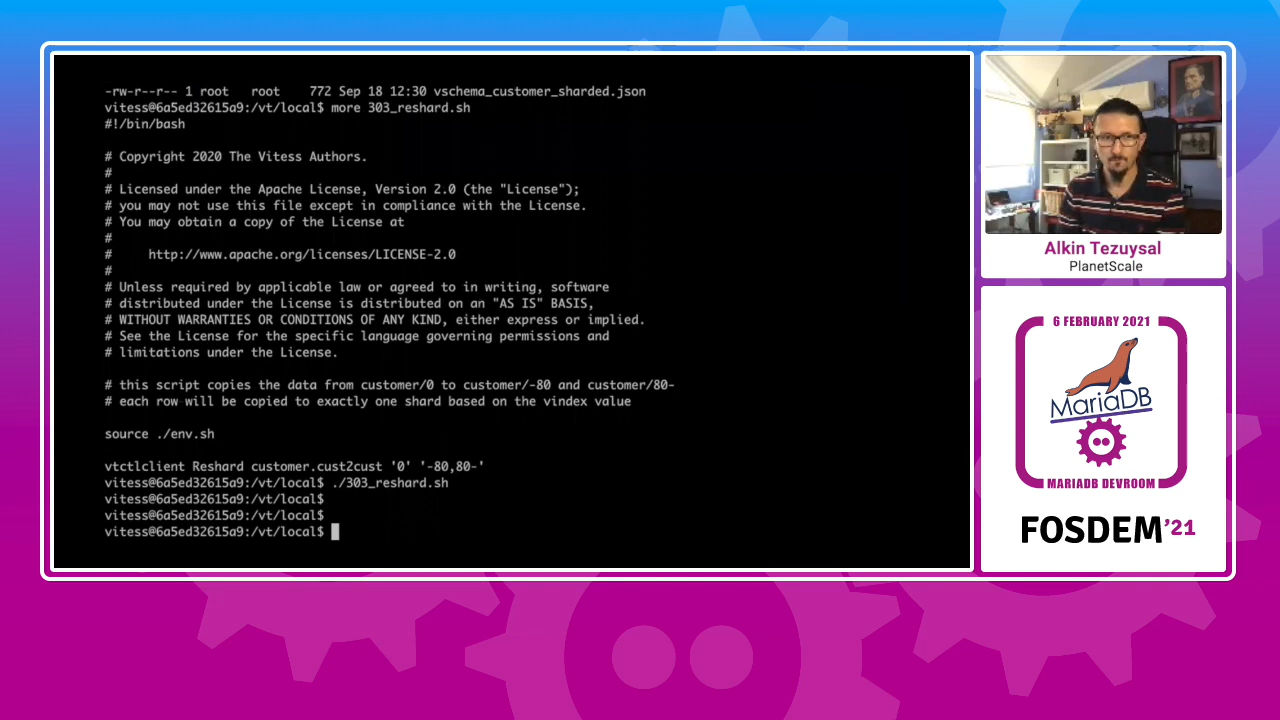 -rw-r--r-- 1 root   root    772 Sep 18 12:30 vschema_customer_sharded.json
vitess@6a5ed32615a9:/vt/local$ more 303_reshard.sh
#!/bin/bash
# Copyright 2020 The Vitess Authors.
#
# Licensed under the Apache License, Version 2.0 (the "License");
# you may not use this file except in compliance with the License.
# You may obtain a copy of the License at
#
#     http://www.apache.org/licenses/LICENSE-2.0
#
# Unless required by applicable law or agreed to in writing, software
# distributed under the License is distributed on an "AS IS" BASIS,
# WITHOUT WARRANTIES OR CONDITIONS OF ANY KIND, either express or implied.
# See the License for the specific language governing permissions and
# limitations under the License.
# this script copies the data from customer/0 to customer/-80 and customer/80-
# each row will be copied to exactly one shard based on the vindex value
source ./env.sh
vtctlclient Reshard customer.cust2cust '0' '-80,80-'
vitess@6a5ed32615a9:/vt/local$ ./303_reshard.sh
vitess@6a5ed32615a9:/vt/local$
vitess@6a5ed32615a9:/vt/local$
vitess@6a5ed32615a9:/vt/local$
Alkin Tezuysal
PlanetScale
6 FEBRUARY 2021
MariaDB
MARIADB DEVROOM
FOSDEM'21